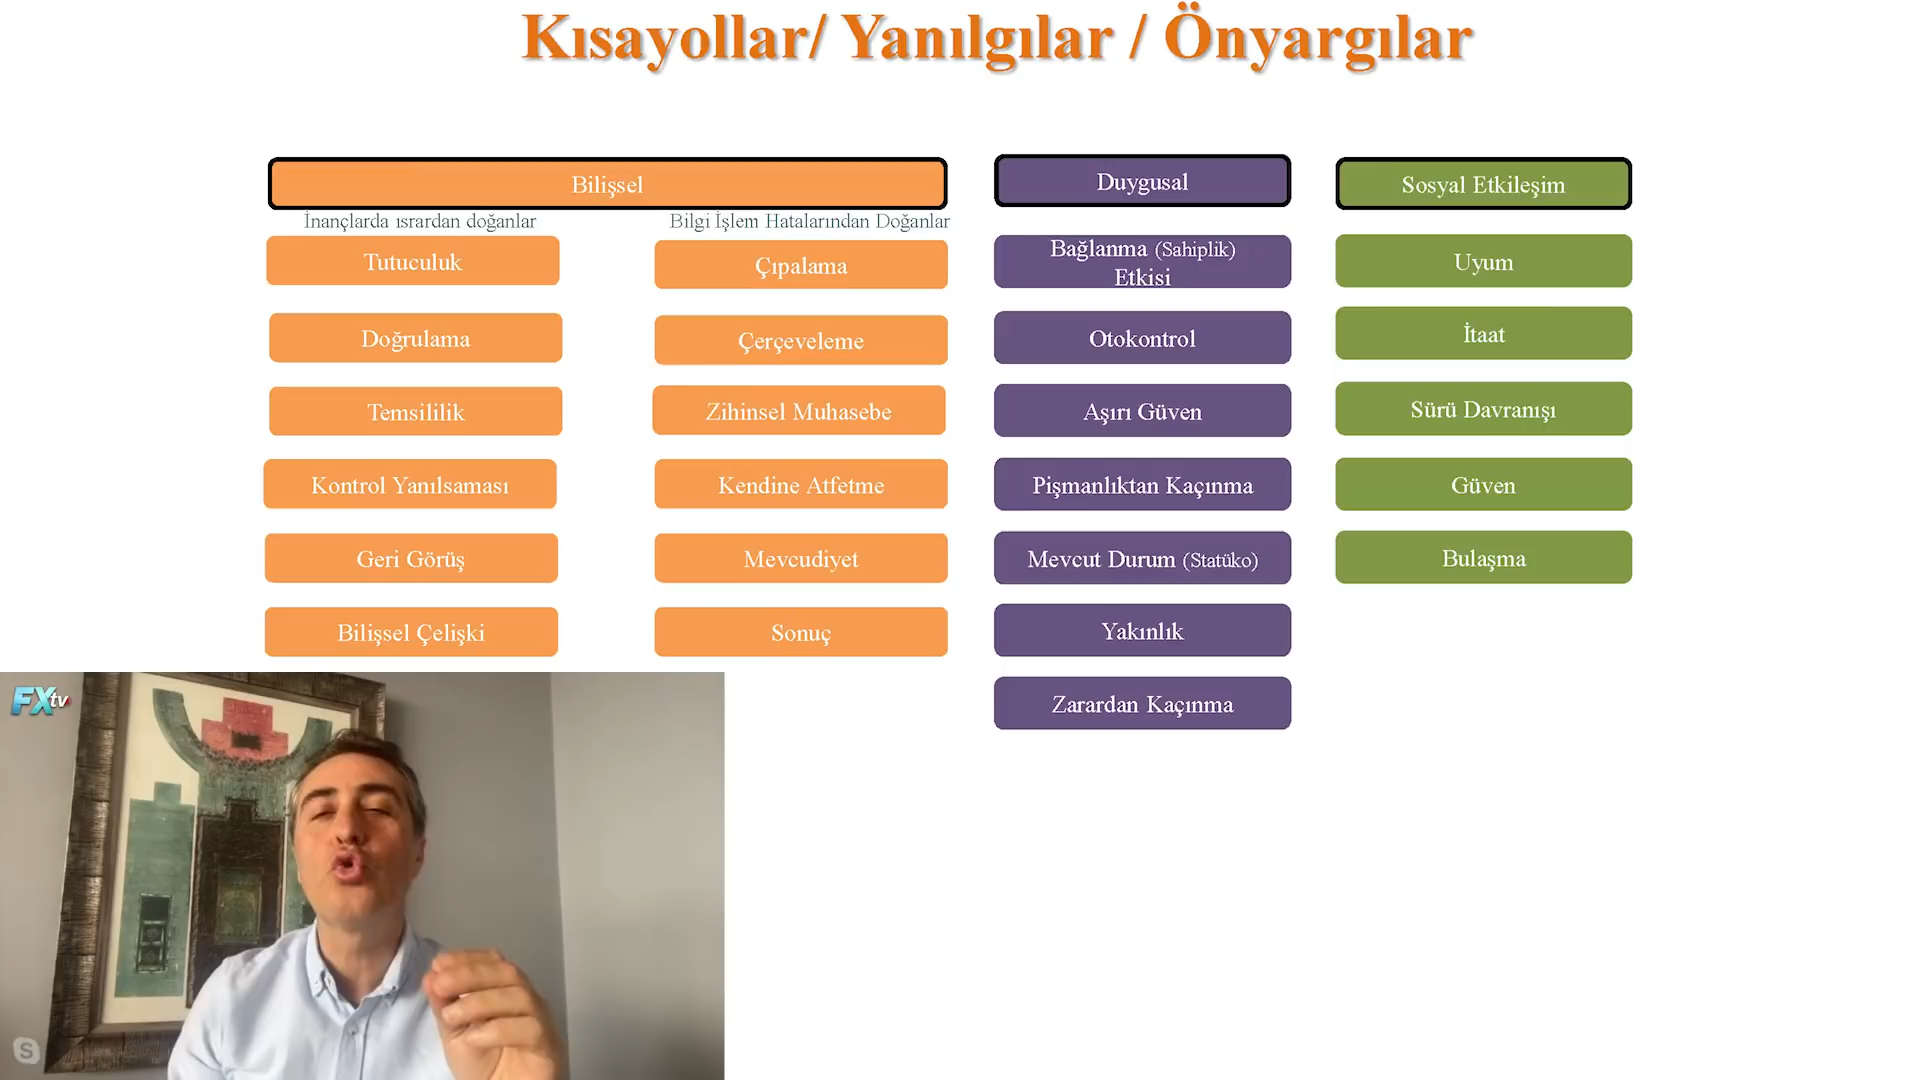 Kısayollar/ Yanılgılar / Önyargılar
Bilişsel
İnançlarda ısrardan doğanlar
Tutuculuk
Doğrulama
Temsililik
Kontrol Yanılsaması
Geri Görüş
Bilişsel Çelişki
Bilgi İşlem Hatalarından Doğanlar
Çıpalama
Çerçeveleme
Zihinsel Muhasebe
Kendine Atfetme
Mevcudiyet
Sonuç
Duygusal
Bağlanma (Sahiplik)
Etkisi
Otokontrol
Aşırı Güven
Pişmanlıktan Kaçınma
Mevcut Durum (Statüko)
Yakınlık
Zarardan Kaçınma
Sosyal Etkileşim
Uyum
İtaat
Sürü Davranışı
Güven
Bulaşma
FXtv
S